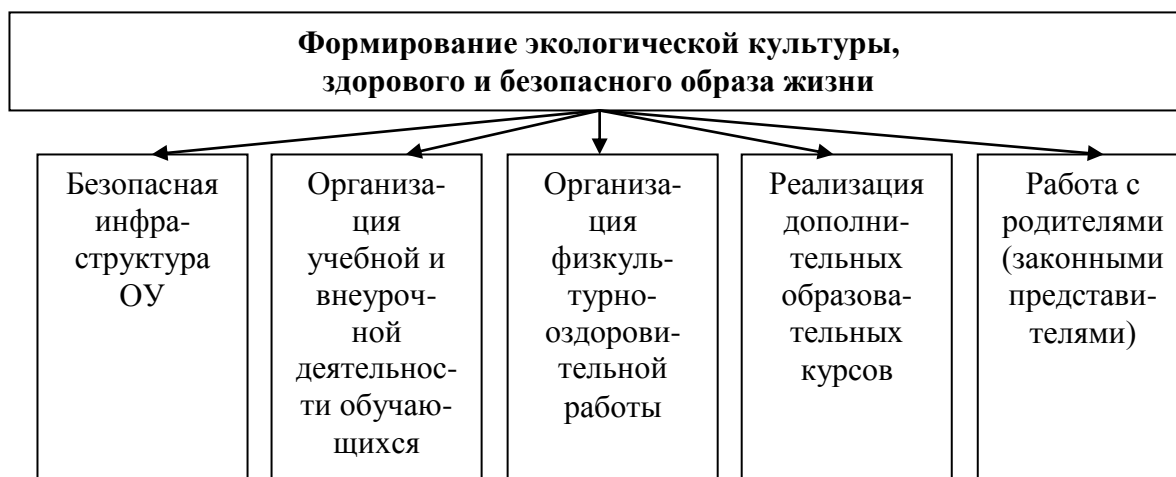 Формирование экологической культуры,
здорового и безопасного образа жизни
Безопасная
инфра-
структура
ОУ
Организа-
ция
учебной и
внеуроч-
ной
деятельнос-
ти обучаю-
щихся
Организа-
ция
физкуль-
турно-
оздорови-
тельной
работы
Реализация
дополни-
тельных
образова-
тельных
курсов
Работа с
родителями
(законными
представи-
телями)